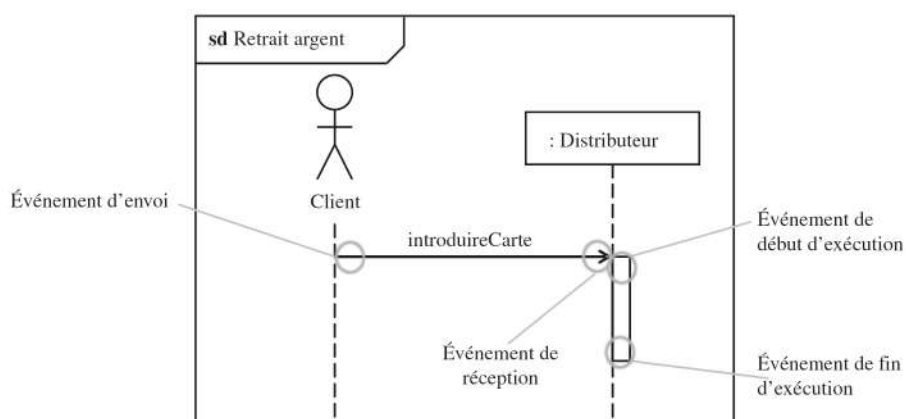 sd Retrait argent
: Distributeur
Client
Événement d’envoi
introduireCarte
Événement de
début d’exécution
Événement de
réception
Événement de fin
d’exécution